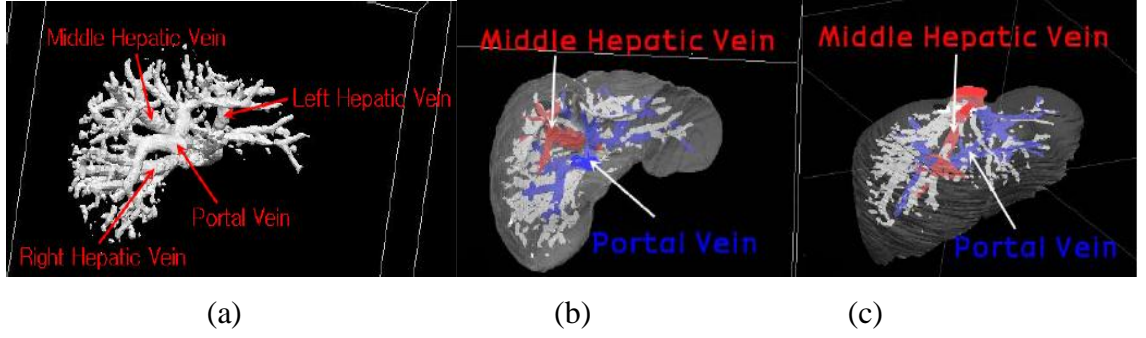 Middle Hepatic Vein
Left Hepatic Vein
Portal Vein
Right Hepatic Vein
Middle Hepatic Vein
Portal Vein
Middle Hepatic Vein
Portal Vein
(a)
(b)
(c)